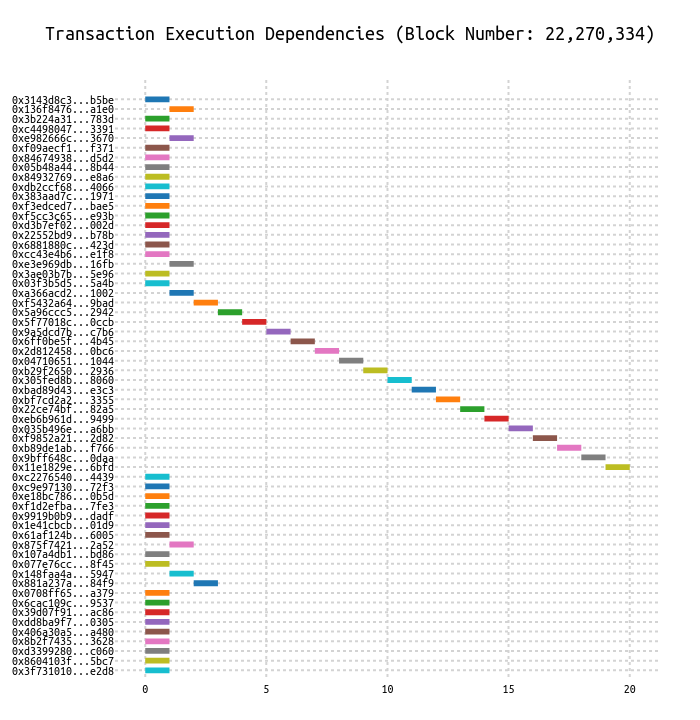 Transaction Execution Dependencies (Block Number: 22,270,334)
0x3143d8c3...b5be
0x136f8476...a1e0
0x3b224a31...783d
0xc4498047...3391
0xe982666c...3670
0xf09aecf1...f371
0x84674938...d5d2
0x05b48a44...8b44
0x84932769...e8a6
0xdb2ccf68...4066
0x383aad7c...1971
0xf3edced7...bae5
0xf5cc3c65...e93b
0xd3b7ef02...002d
0x22552bd9...b78b
0x6881880c...423d
0xcc43e4b6...e1f8
0xe3e969db...16fb
0x3ae03b7b...5e96
0x03f3b5d5...5a4b
0xa366acd2...1002
0xf5432a64...9bad
0x5a96ccc5...2942
0x5f77018c...0ccb
0x9a5dcd7b...c7b6
0x6ff0be5f...4b45
0x2d812458...0bc6
0x04710651...1044
0xb29f2650...2936
0x305fed8b...8060
0xbad89d43...e3c3
0xbf7cd2a2...3355
0x22ce74bf...82a5
0xeb6b961d...9499
0x035b496e...a6bb
0xf9852a21...2d82
0xb89de1ab...f766
0x9bff648c...0daa
0x11e1829e...6bfd
0xc2276540...4439
0xc9e97130...72f3
0xe18bc786...0b5d
0xf1d2efba...7fe3
0x9919b0b9...dadf
0x1e41cbcb...01d9
0x61af124b...6005
0x875f7421...2a52
0x107a4db1...bd86
0x077e76cc...8f45
0x148faa4a...5947
0x881a237a...84f9
0x0708ff65...a379
0x6cac109c...9537
0x39d07f91...ac86
0xdd8ba9f7...0305
0x406a30a5...a480
0x8b2f7435...3628
0xd3399280...c060
0x8604103f...5bc7
0x3f731010...e2d8
0 5 10 15 20